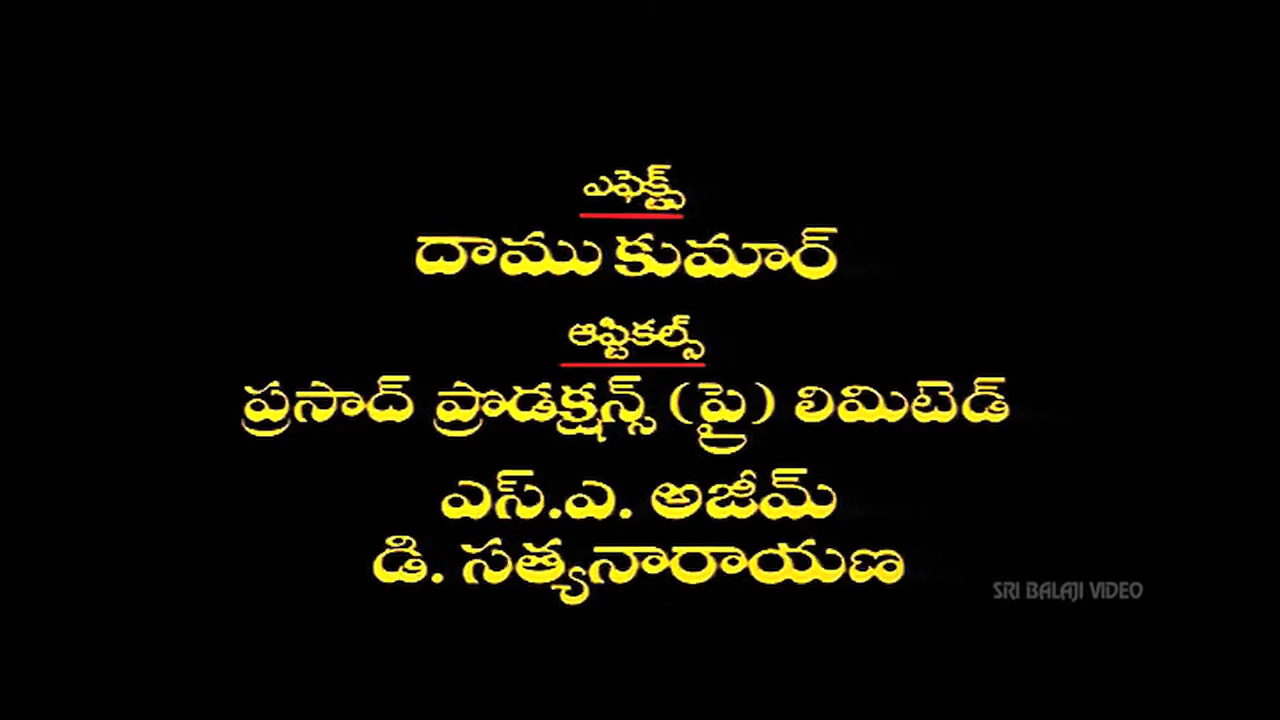 ఎఫెక్ట్స్
దాము కుమార్
ఆప్టికల్స్
ప్రసాద్ ప్రొడక్షన్స్ (ప్రై) లిమిటెడ్
ఎస్.ఎ. అజీమ్
డి. సత్యనారాయణ
SRI BALAJI VIDEO